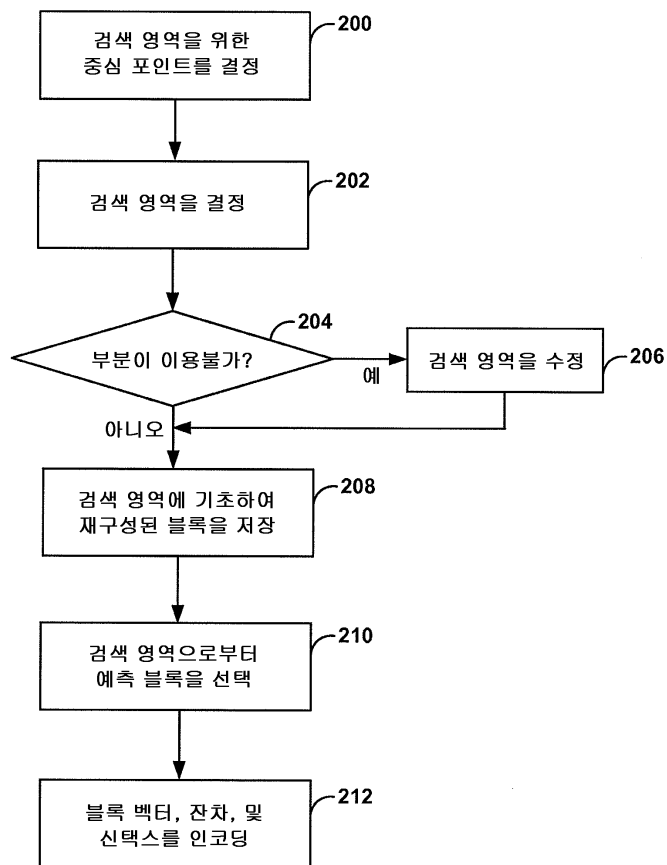 검색 영역을 위한
중심 포인트를 결정
200
검색 영역을 결정
202
부분이 이용불가?
204
예
검색 영역을 수정
206
아니오
검색 영역에 기초하여
재구성된 블록을 저장
208
검색 영역으로부터
예측 블록을 선택
210
블록 벡터, 잔차, 및
신택스를 인코딩
212